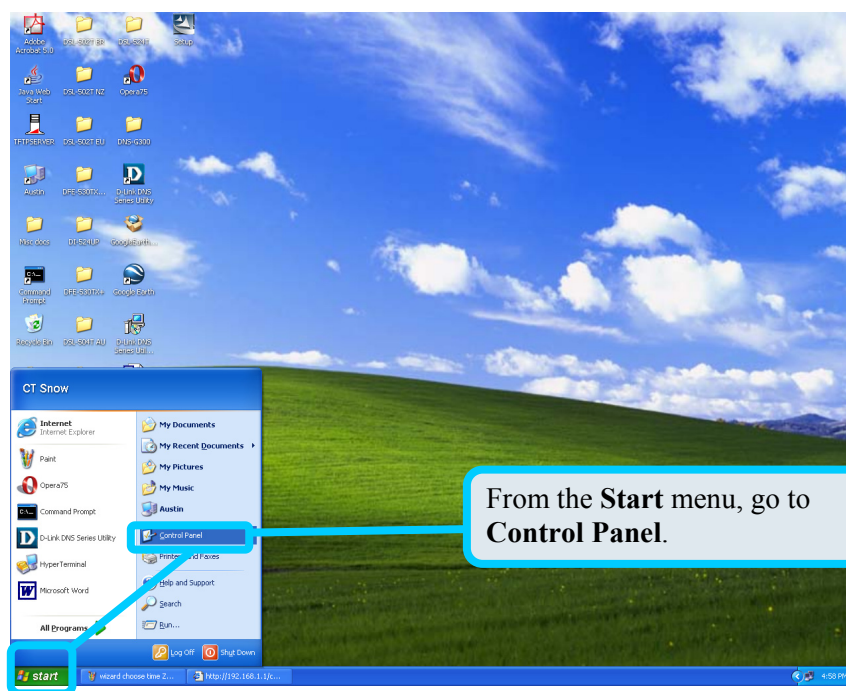 Adobe
Acrobat 5.0
DSL-502T BR
DSL-524T
Setup
Java Web
Start
DSL-502T NZ
Opera75
TFTPSERVER
DSL-502T EU
DNS-G300
Austin
DFE-530TX...
D-Link DNS
Series Utility
Misc docs
DI-524UP
GoogleEarth...
Command
Prompt
DFE-530TX+
Google Earth
Recycle Bin
DSL-504T AU
D-Link DNS
Series Util...
CT Snow
Internet
Internet Explorer
Paint
Opera75
Command Prompt
D-Link DNS Series Utility
HyperTerminal
Microsoft Word
All Programs
My Documents
My Recent Documents
My Pictures
My Music
Austin
Control Panel
Printers and Faxes
Help and Support
Search
Run...
Log Off
Shut Down
From the Start menu, go to
Control Panel.
start
wizard choose time Z...
http://192.168.1.1/c...
4:58 PM